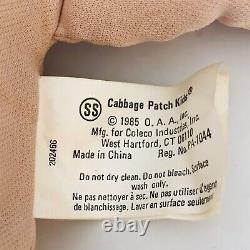 SS
Cabbage Patch Kids®
© 1985 O. A. A., Inc.
Mfg. for Coleco Industries, Inc.
West Hartford, CT 06110
Made in China Reg. No. PA-10A4
202466
Do not dry clean. Do not bleach. Surface
wash only.
Ne pas nettoyer à sec. Ne pas utiliser d'agent
de blanchissage. Laver en surface seulement.